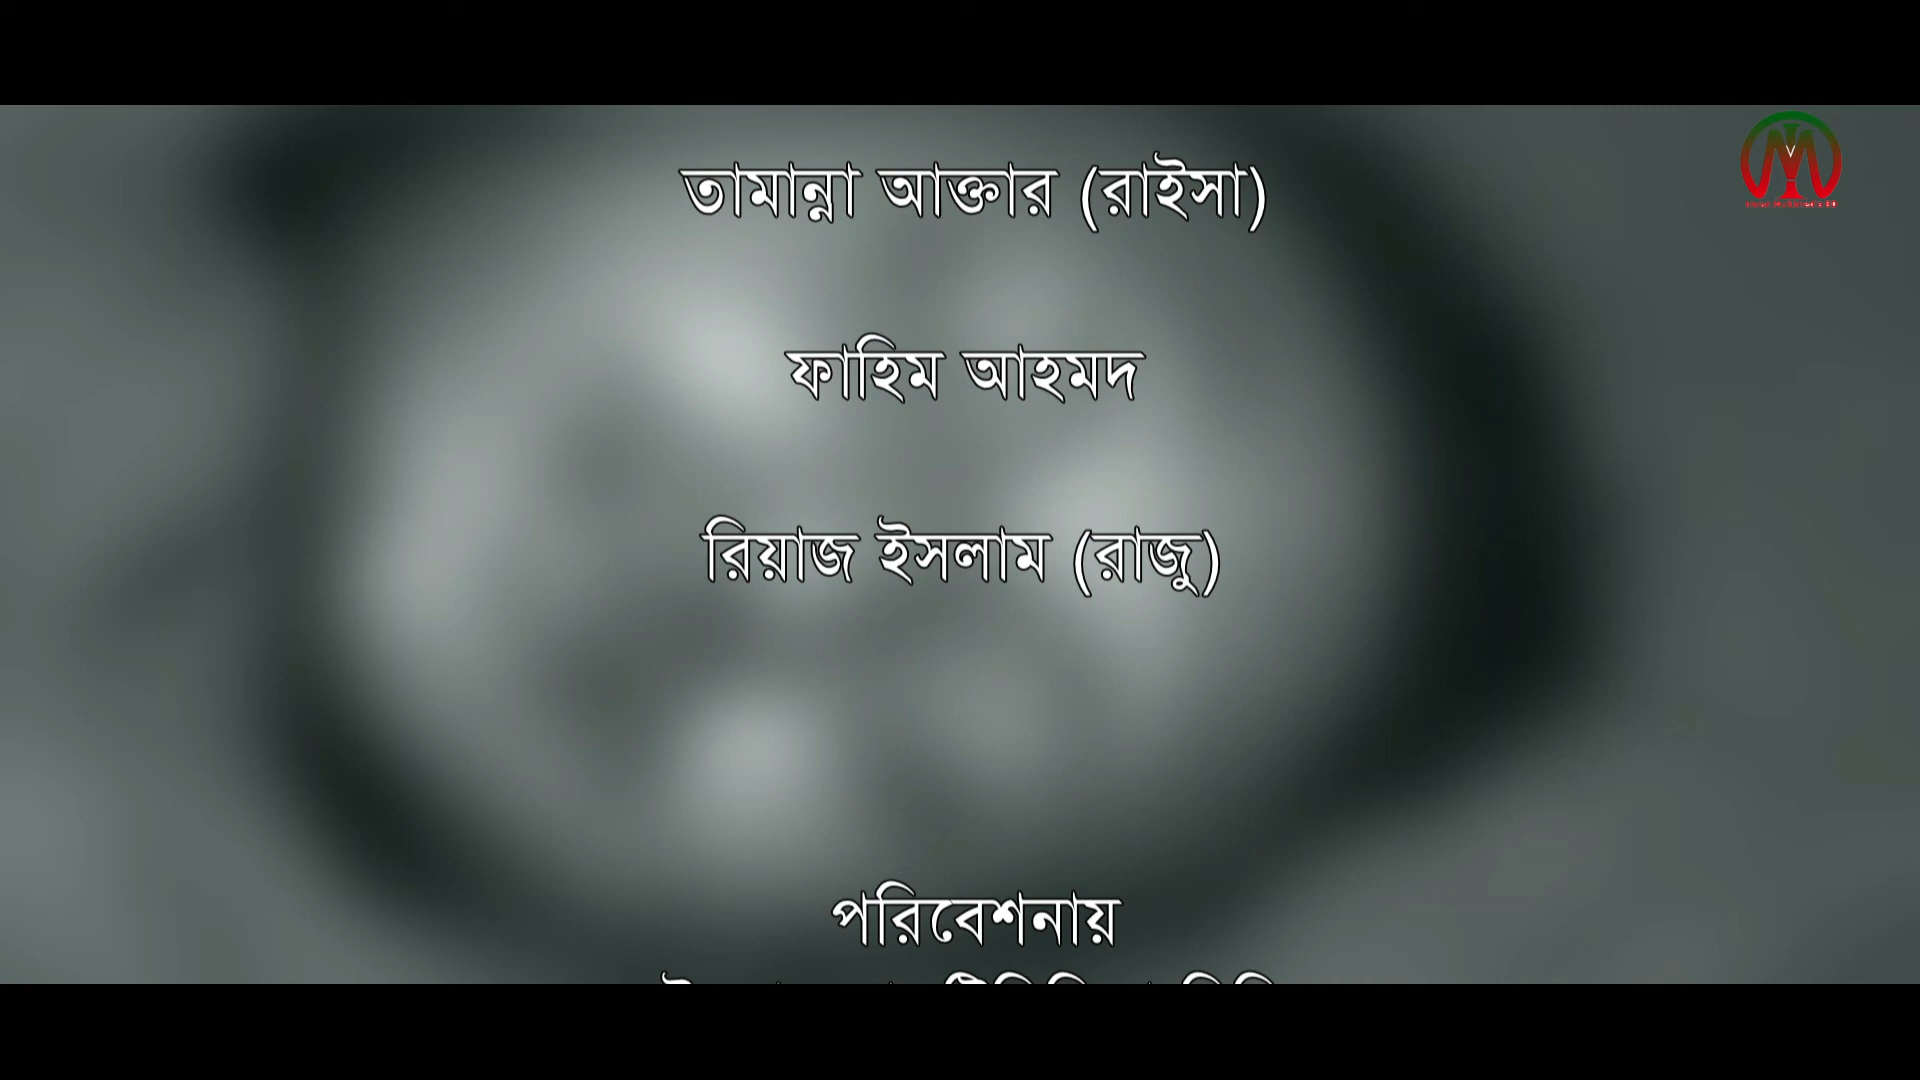 তামান্না আক্তার (রাইসা)
ফাহিম আহমদ
রিয়াজ ইসলাম (রাজু)
পরিবেশনায়